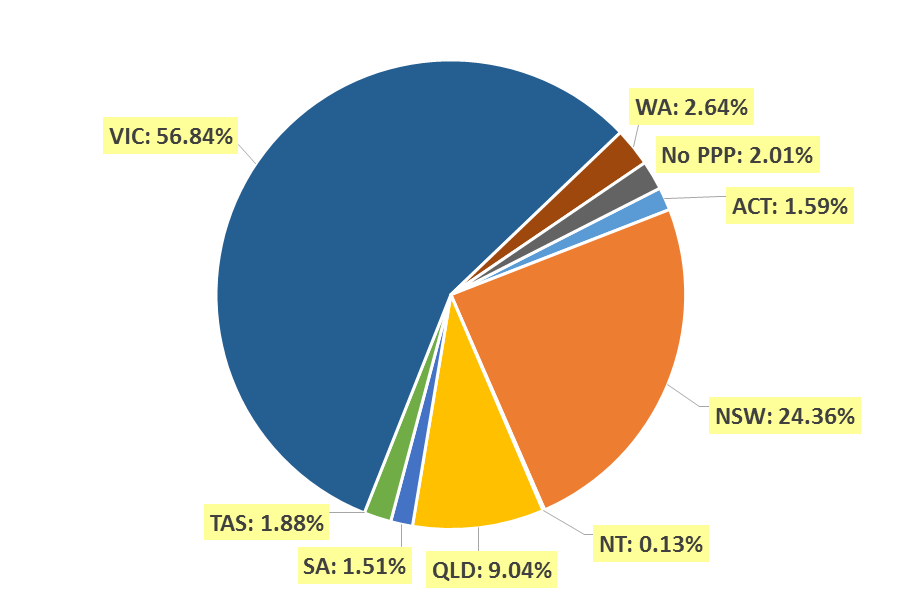 WA: 2.64%
VIC: 56.84%
No PPP: 2.01%
ACT: 1.59%
NSW: 24.36%
TAS: 1.88%
NT: 0.13%
SA: 1.51%
QLD: 9.04%